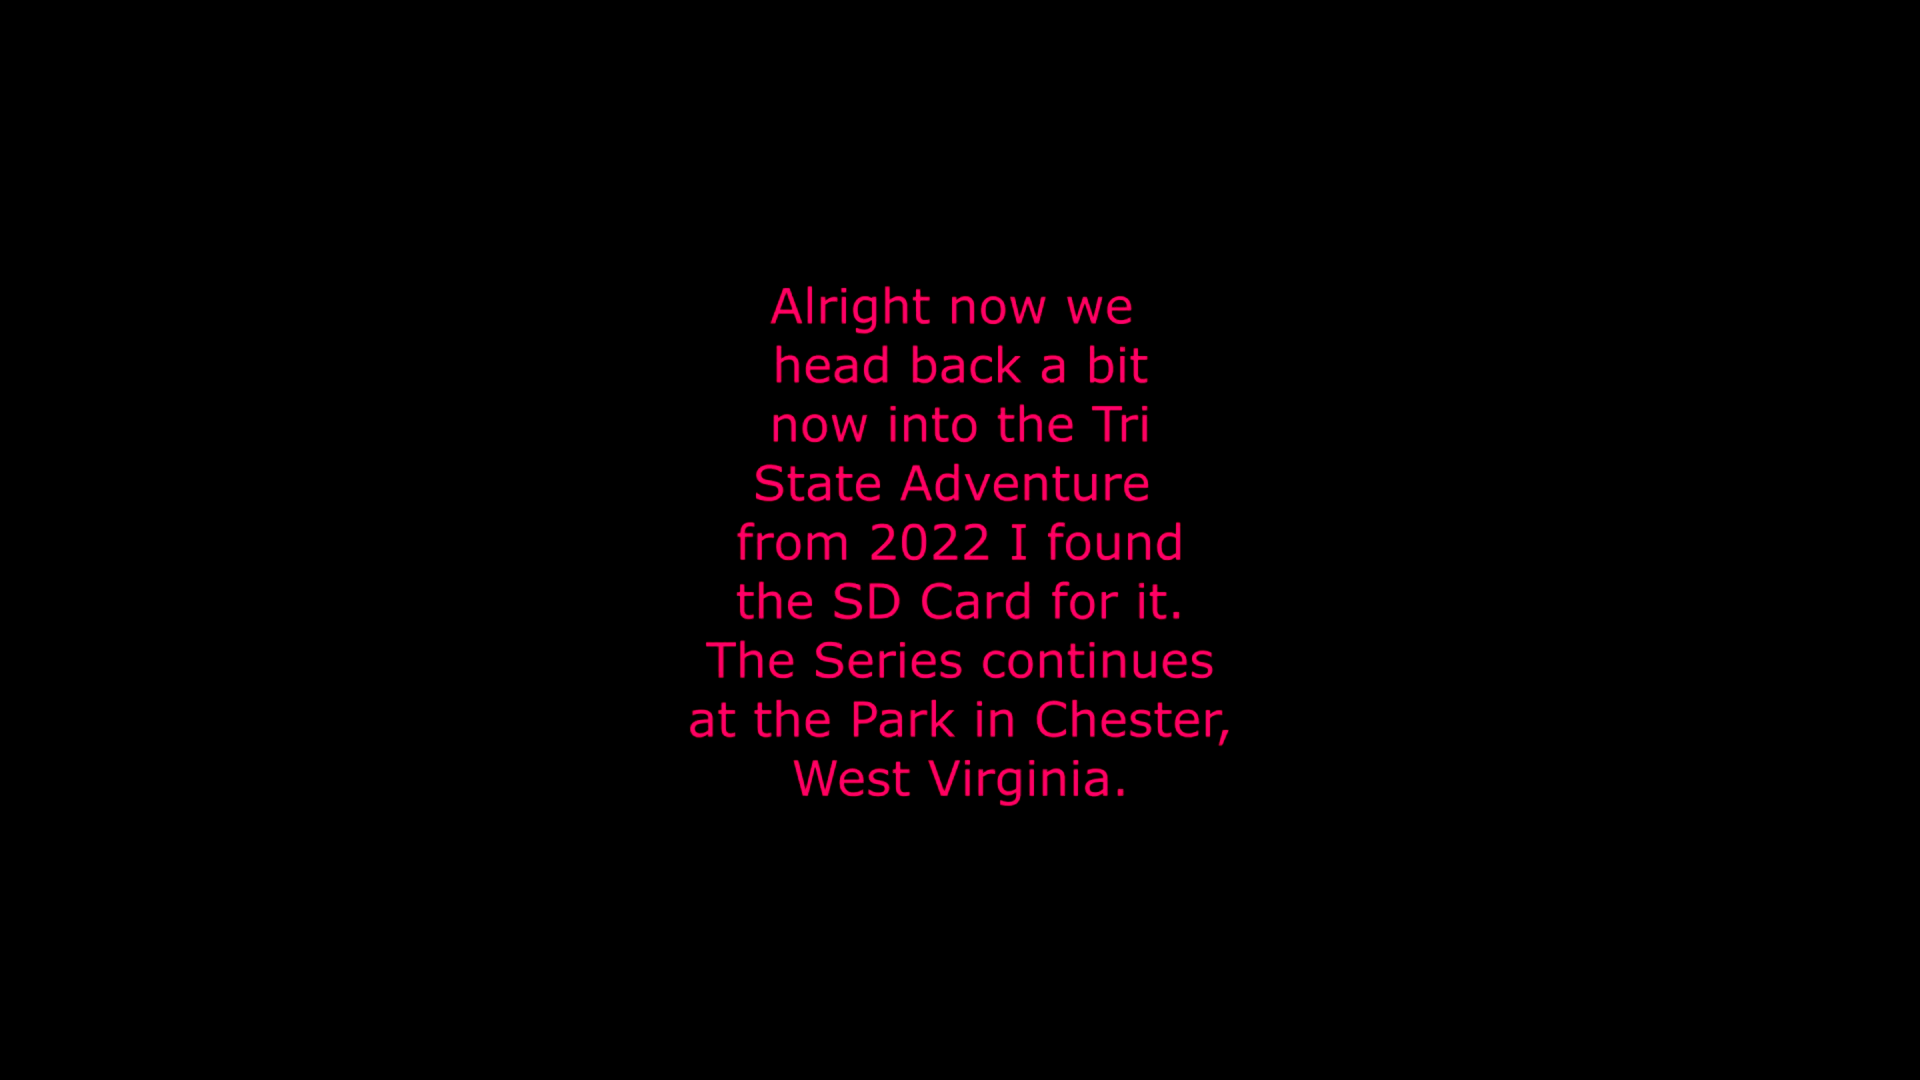 Alright now we
head back a bit
now into the Tri
State Adventure
from 2022 I found
the SD Card for it.
The Series continues
at the Park in Chester,
West Virginia.